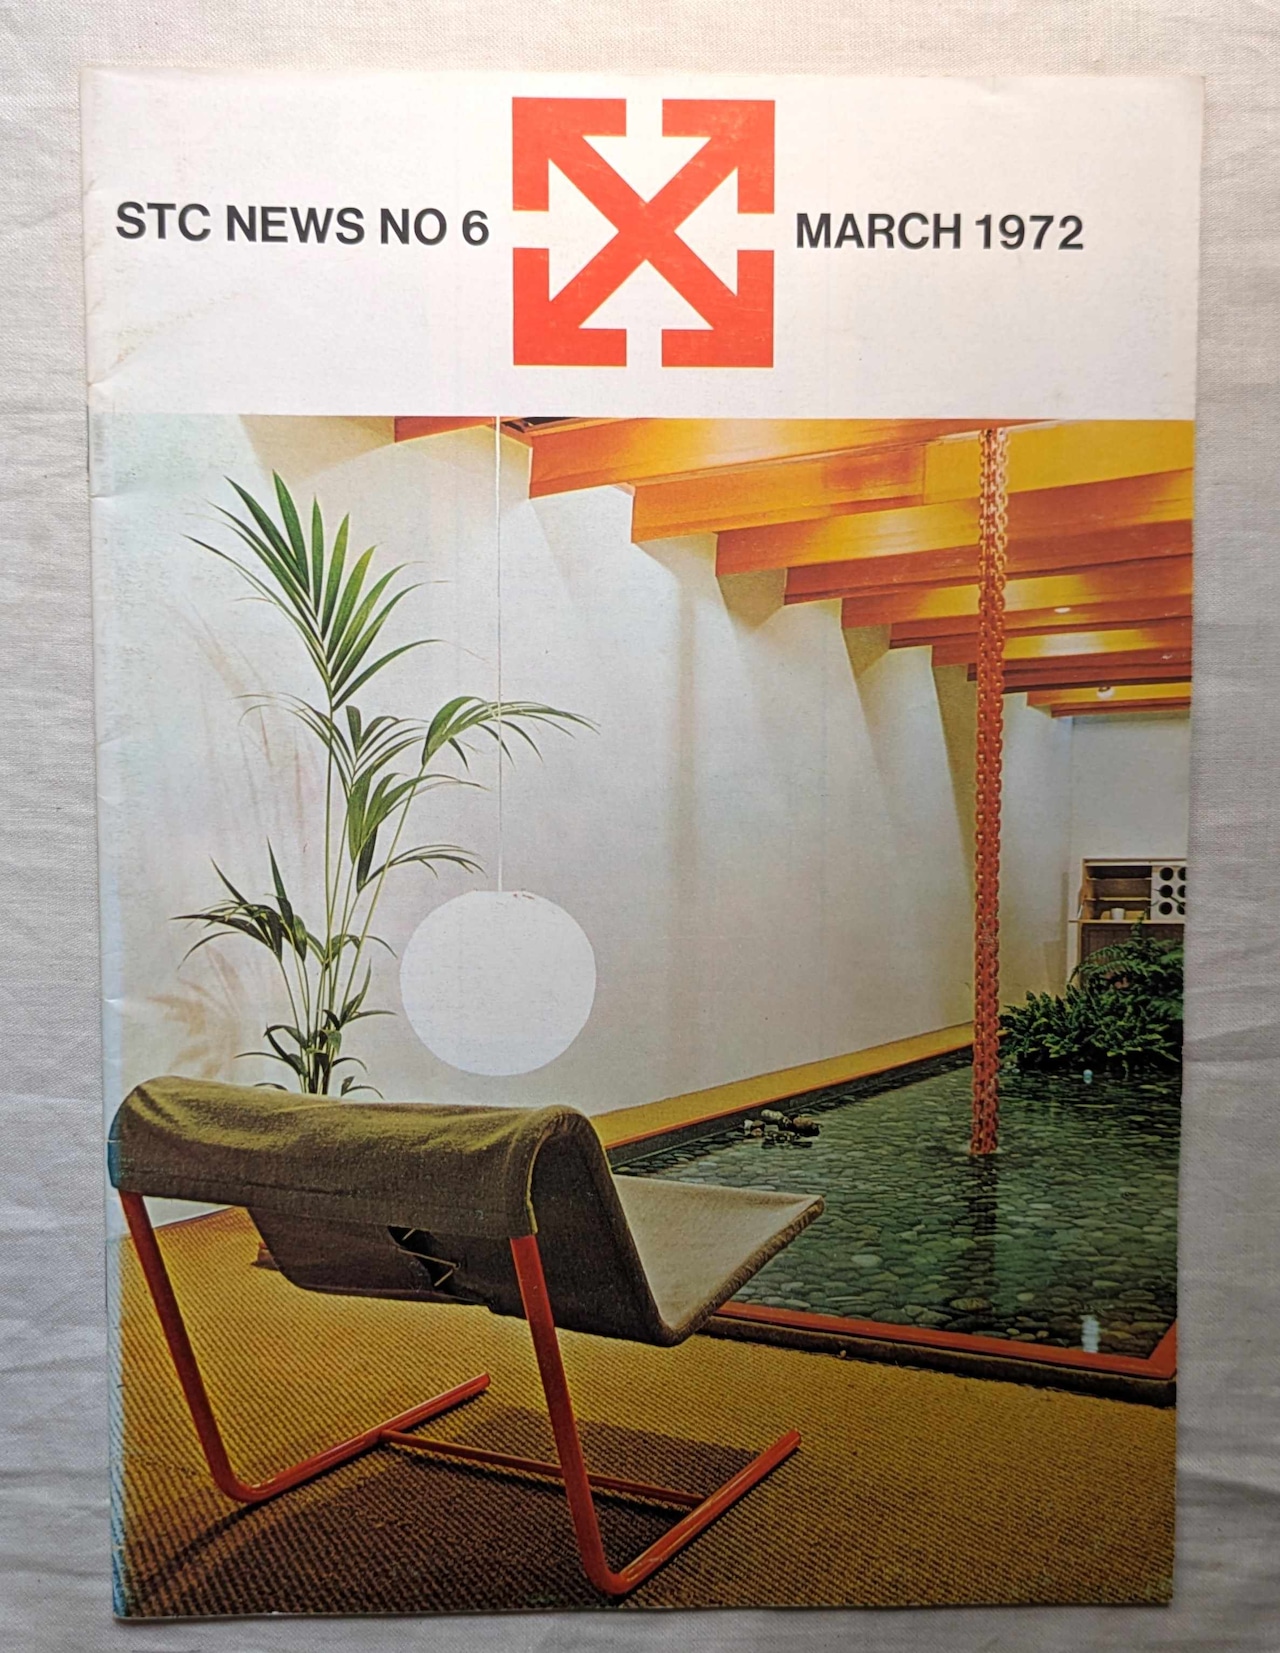 STC NEWS NO 6 MARCH 1972